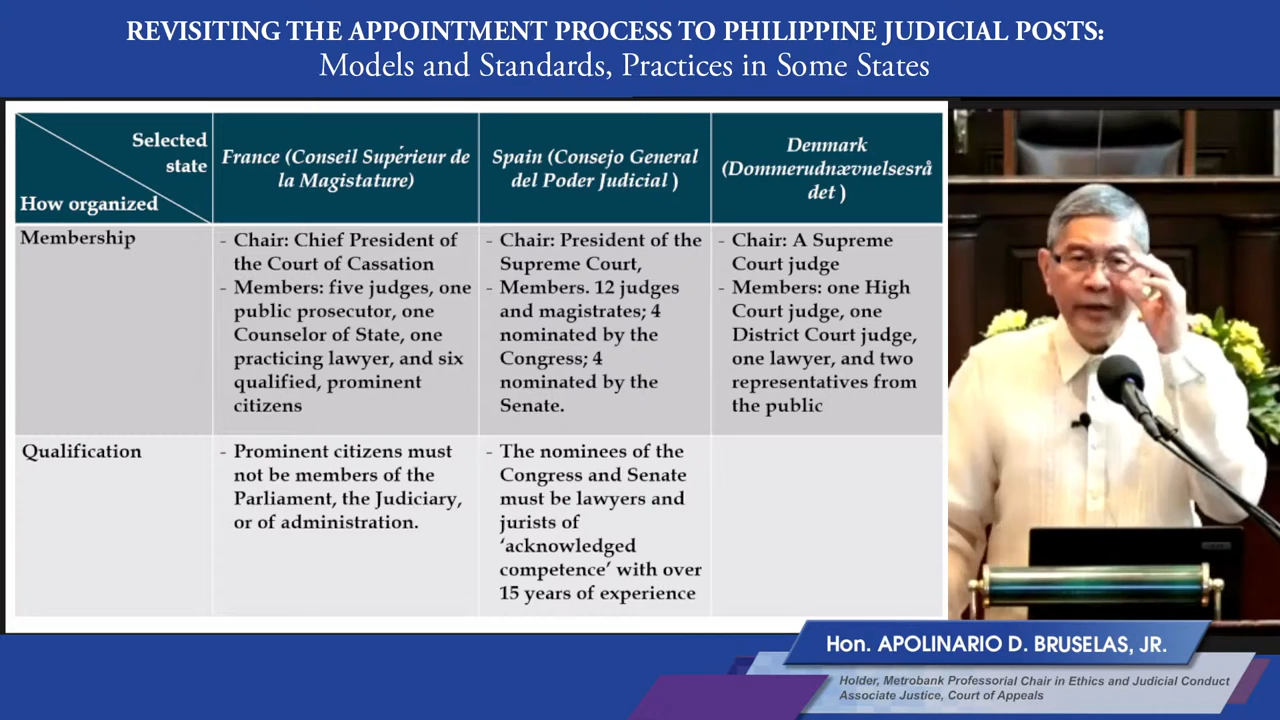 REVISITING THE APPOINTMENT PROCESS TO PHILIPPINE JUDICIAL POSTS:
Models and Standards, Practices in Some States
Selected
state
How organized
France (Conseil Supérieur de
la Magistature)
Spain (Consejo General
del Poder Judicial )
Denmark
(Dommerudnævnelsesrå
det )
Membership
- Chair: Chief President of
the Court of Cassation
- Members: five judges, one
public prosecutor, one
Counselor of State, one
practicing lawyer, and six
qualified, prominent
citizens
- Chair: President of the
Supreme Court,
- Members. 12 judges
and magistrates; 4
nominated by the
Congress; 4
nominated by the
Senate.
- Chair: A Supreme
Court judge
- Members: one High
Court judge, one
District Court judge,
one lawyer, and two
representatives from
the public
Qualification
- Prominent citizens must
not be members of the
Parliament, the Judiciary,
or of administration.
- The nominees of the
Congress and Senate
must be lawyers and
jurists of
‘acknowledged
competence’ with over
15 years of experience
Hon. APOLINARIO D. BRUSELAS, JR.
Holder, Metrobank Professorial Chair in Ethics and Judicial Conduct
Associate Justice, Court of Appeals